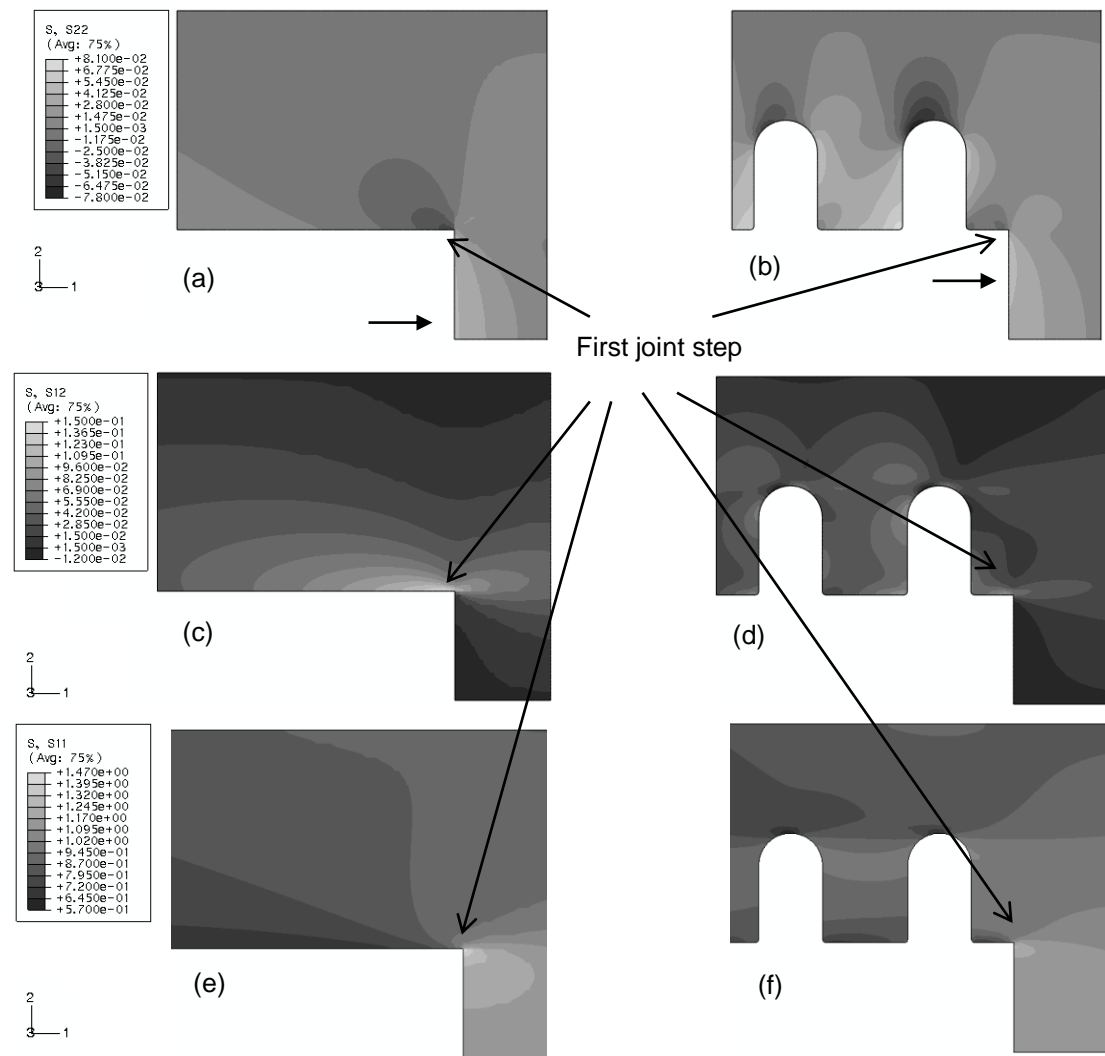 S, S22
(Avg: 75%)
+8.100e-02
+6.775e-02
+5.450e-02
+4.125e-02
+2.800e-02
+1.475e-02
+1.500e-03
-1.175e-02
-2.500e-02
-3.825e-02
-5.150e-02
-6.475e-02
-7.800e-02
2
3 1
(a)
(b)
First joint step
S, S12
(Avg: 75%)
+1.500e-01
+1.365e-01
+1.230e-01
+1.095e-01
+9.600e-02
+8.250e-02
+6.900e-02
+5.550e-02
+4.200e-02
+2.850e-02
+1.500e-02
+1.500e-03
-1.200e-02
2
3 1
(c)
(d)
S, S11
(Avg: 75%)
+1.470e+00
+1.395e+00
+1.320e+00
+1.245e+00
+1.170e+00
+1.095e+00
+1.020e+00
+9.450e-01
+8.700e-01
+7.950e-01
+7.200e-01
+6.450e-01
+5.700e-01
2
3 1
(e)
(f)